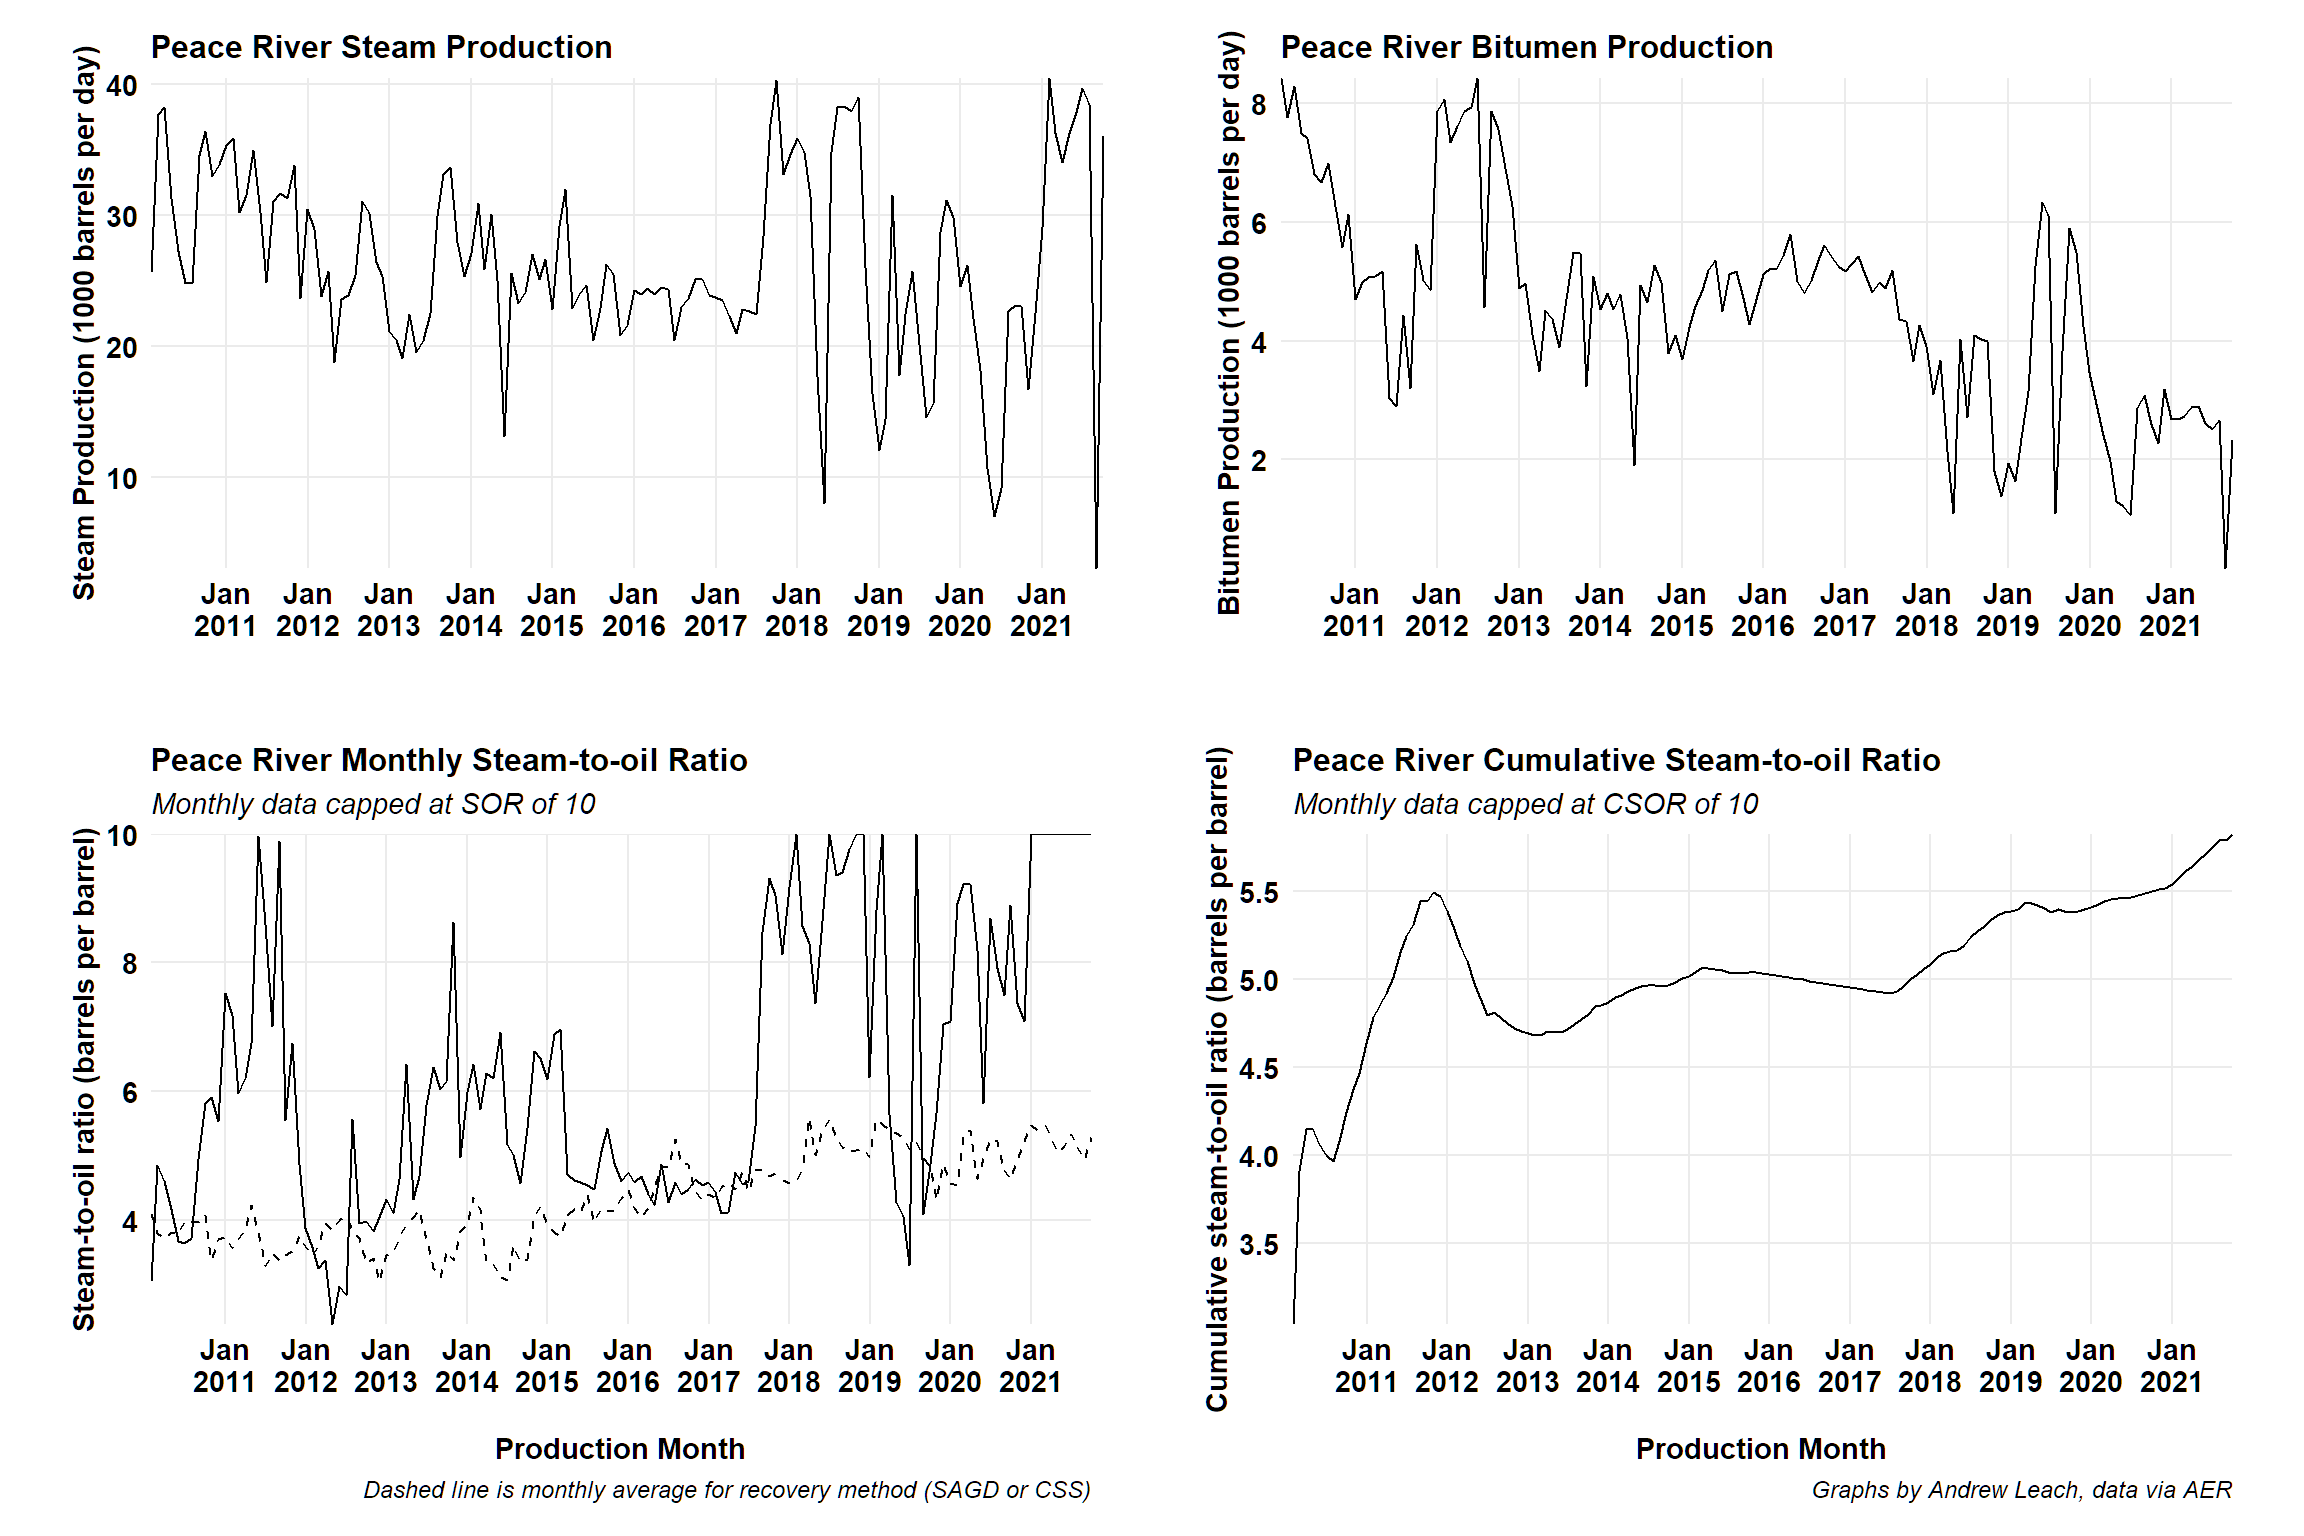 Peace River Steam Production
Steam Production (1000 barrels per day)
40
30
20
10
Jan Jan Jan Jan Jan Jan Jan Jan Jan Jan Jan
2011 2012 2013 2014 2015 2016 2017 2018 2019 2020 2021
Peace River Bitumen Production
Bitumen Production (1000 barrels per day)
8
6
4
2
Jan Jan Jan Jan Jan Jan Jan Jan Jan Jan Jan
2011 2012 2013 2014 2015 2016 2017 2018 2019 2020 2021
Peace River Monthly Steam-to-oil Ratio
Monthly data capped at SOR of 10
Steam-to-oil ratio (barrels per barrel)
10
8
6
4
Jan Jan Jan Jan Jan Jan Jan Jan Jan Jan Jan
2011 2012 2013 2014 2015 2016 2017 2018 2019 2020 2021
Production Month
Dashed line is monthly average for recovery method (SAGD or CSS)
Peace River Cumulative Steam-to-oil Ratio
Monthly data capped at CSOR of 10
Cumulative steam-to-oil ratio (barrels per barrel)
5.5
5.0
4.5
4.0
3.5
Jan Jan Jan Jan Jan Jan Jan Jan Jan Jan Jan
2011 2012 2013 2014 2015 2016 2017 2018 2019 2020 2021
Production Month
Graphs by Andrew Leach, data via AER